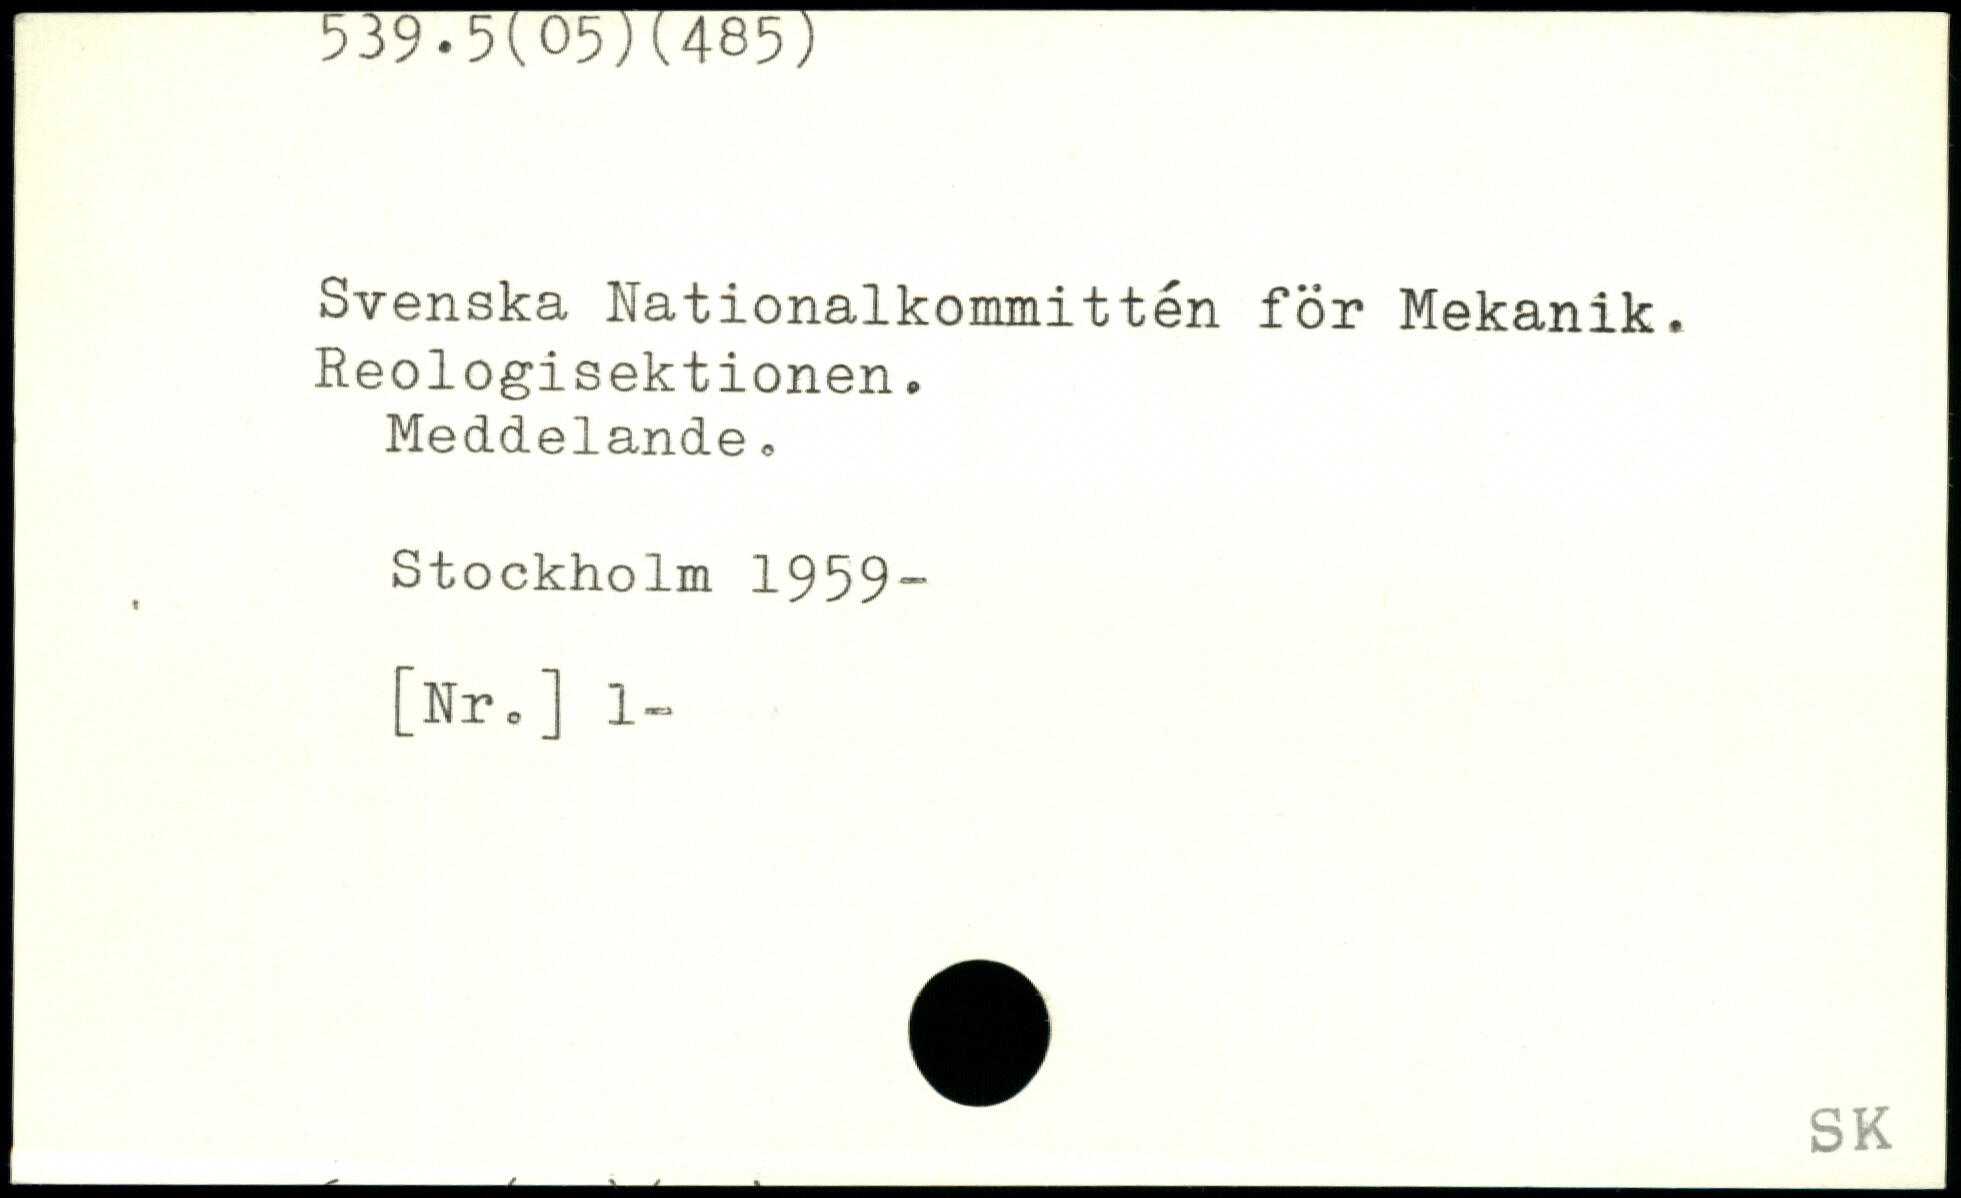 539.5(05)(485)
Svenska Nationalkommittén för Mekanik.
Reologisektionen.
Meddelande.
Stockholm 1959-
[Nr.] 1-
SK